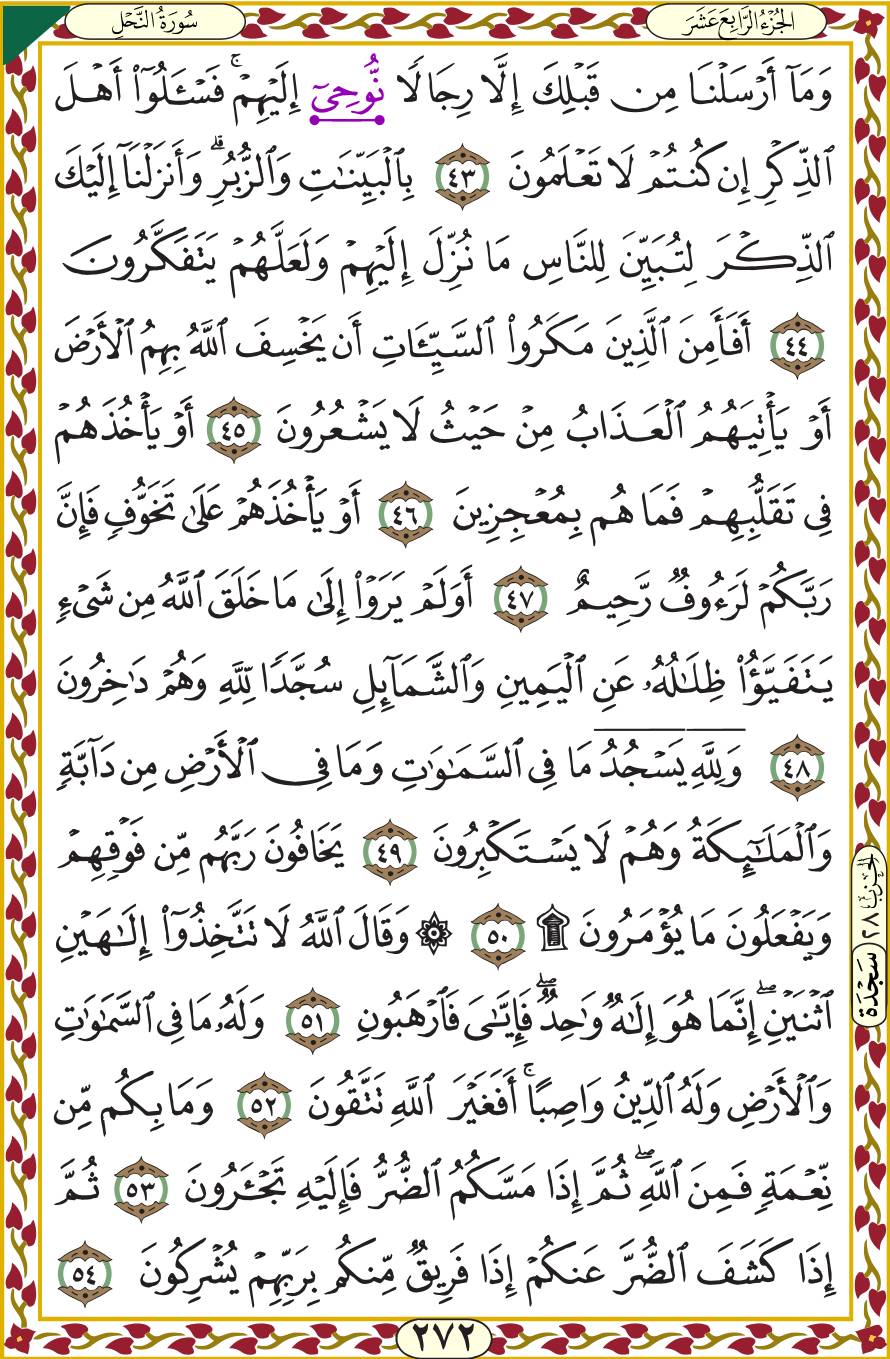 سُورَةُ النَّحْلِ
الجُزْءُ الرَّابِعَ عَشَرَ
وَمَآ أَرْسَلْنَا مِن قَبْلِكَ إِلَّا رِجَالًا نُّوحِىٓ إِلَيْهِمْ ۚ فَسْـَٔلُوٓا۟ أَهْلَ
ٱلذِّكْرِ إِن كُنتُمْ لَا تَعْلَمُونَ ٤٣ بِٱلْبَيِّنَـٰتِ وَٱلزُّبُرِ ۗ وَأَنزَلْنَآ إِلَيْكَ
ٱلذِّكْرَ لِتُبَيِّنَ لِلنَّاسِ مَا نُزِّلَ إِلَيْهِمْ وَلَعَلَّهُمْ يَتَفَكَّرُونَ
٤٤ أَفَأَمِنَ ٱلَّذِينَ مَكَرُوا۟ ٱلسَّيِّـَٔاتِ أَن يَخْسِفَ ٱللَّهُ بِهِمُ ٱلْأَرْضَ
أَوْ يَأْتِيَهُمُ ٱلْعَذَابُ مِنْ حَيْثُ لَا يَشْعُرُونَ ٤٥ أَوْ يَأْخُذَهُمْ
فِى تَقَلُّبِهِمْ فَمَا هُم بِمُعْجِزِينَ ٤٦ أَوْ يَأْخُذَهُمْ عَلَىٰ تَخَوُّفٍ فَإِنَّ
رَبَّكُمْ لَرَءُوفٌ رَّحِيمٌ ٤٧ أَوَلَمْ يَرَوْا۟ إِلَىٰ مَا خَلَقَ ٱللَّهُ مِن شَىْءٍ
يَتَفَيَّؤُا۟ ظِلَـٰلُهُۥ عَنِ ٱلْيَمِينِ وَٱلشَّمَآئِلِ سُجَّدًا لِّلَّهِ وَهُمْ دَٰخِرُونَ
٤٨ وَلِلَّهِ يَسْجُدُ مَا فِى ٱلسَّمَـٰوَٰتِ وَمَا فِى ٱلْأَرْضِ مِن دَآبَّةٍ
وَٱلْمَلَـٰٓئِكَةُ وَهُمْ لَا يَسْتَكْبِرُونَ ٤٩ يَخَافُونَ رَبَّهُم مِّن فَوْقِهِمْ
وَيَفْعَلُونَ مَا يُؤْمَرُونَ ۩ ٥٠ ۞ وَقَالَ ٱللَّهُ لَا تَتَّخِذُوٓا۟ إِلَـٰهَيْنِ
ٱثْنَيْنِ ۖ إِنَّمَا هُوَ إِلَـٰهٌ وَٰحِدٌ ۖ فَإِيَّـٰىَ فَٱرْهَبُونِ ٥١ وَلَهُۥ مَا فِى ٱلسَّمَـٰوَٰتِ
وَٱلْأَرْضِ وَلَهُ ٱلدِّينُ وَاصِبًا ۚ أَفَغَيْرَ ٱللَّهِ تَتَّقُونَ ٥٢ وَمَا بِكُم مِّن
نِّعْمَةٍ فَمِنَ ٱللَّهِ ۖ ثُمَّ إِذَا مَسَّكُمُ ٱلضُّرُّ فَإِلَيْهِ تَجْـَٔرُونَ ٥٣ ثُمَّ
إِذَا كَشَفَ ٱلضُّرَّ عَنكُمْ إِذَا فَرِيقٌ مِّنكُم بِرَبِّهِمْ يُشْرِكُونَ ٥٤
الحزب ٢٨
سَجْدَة
٢٧٢